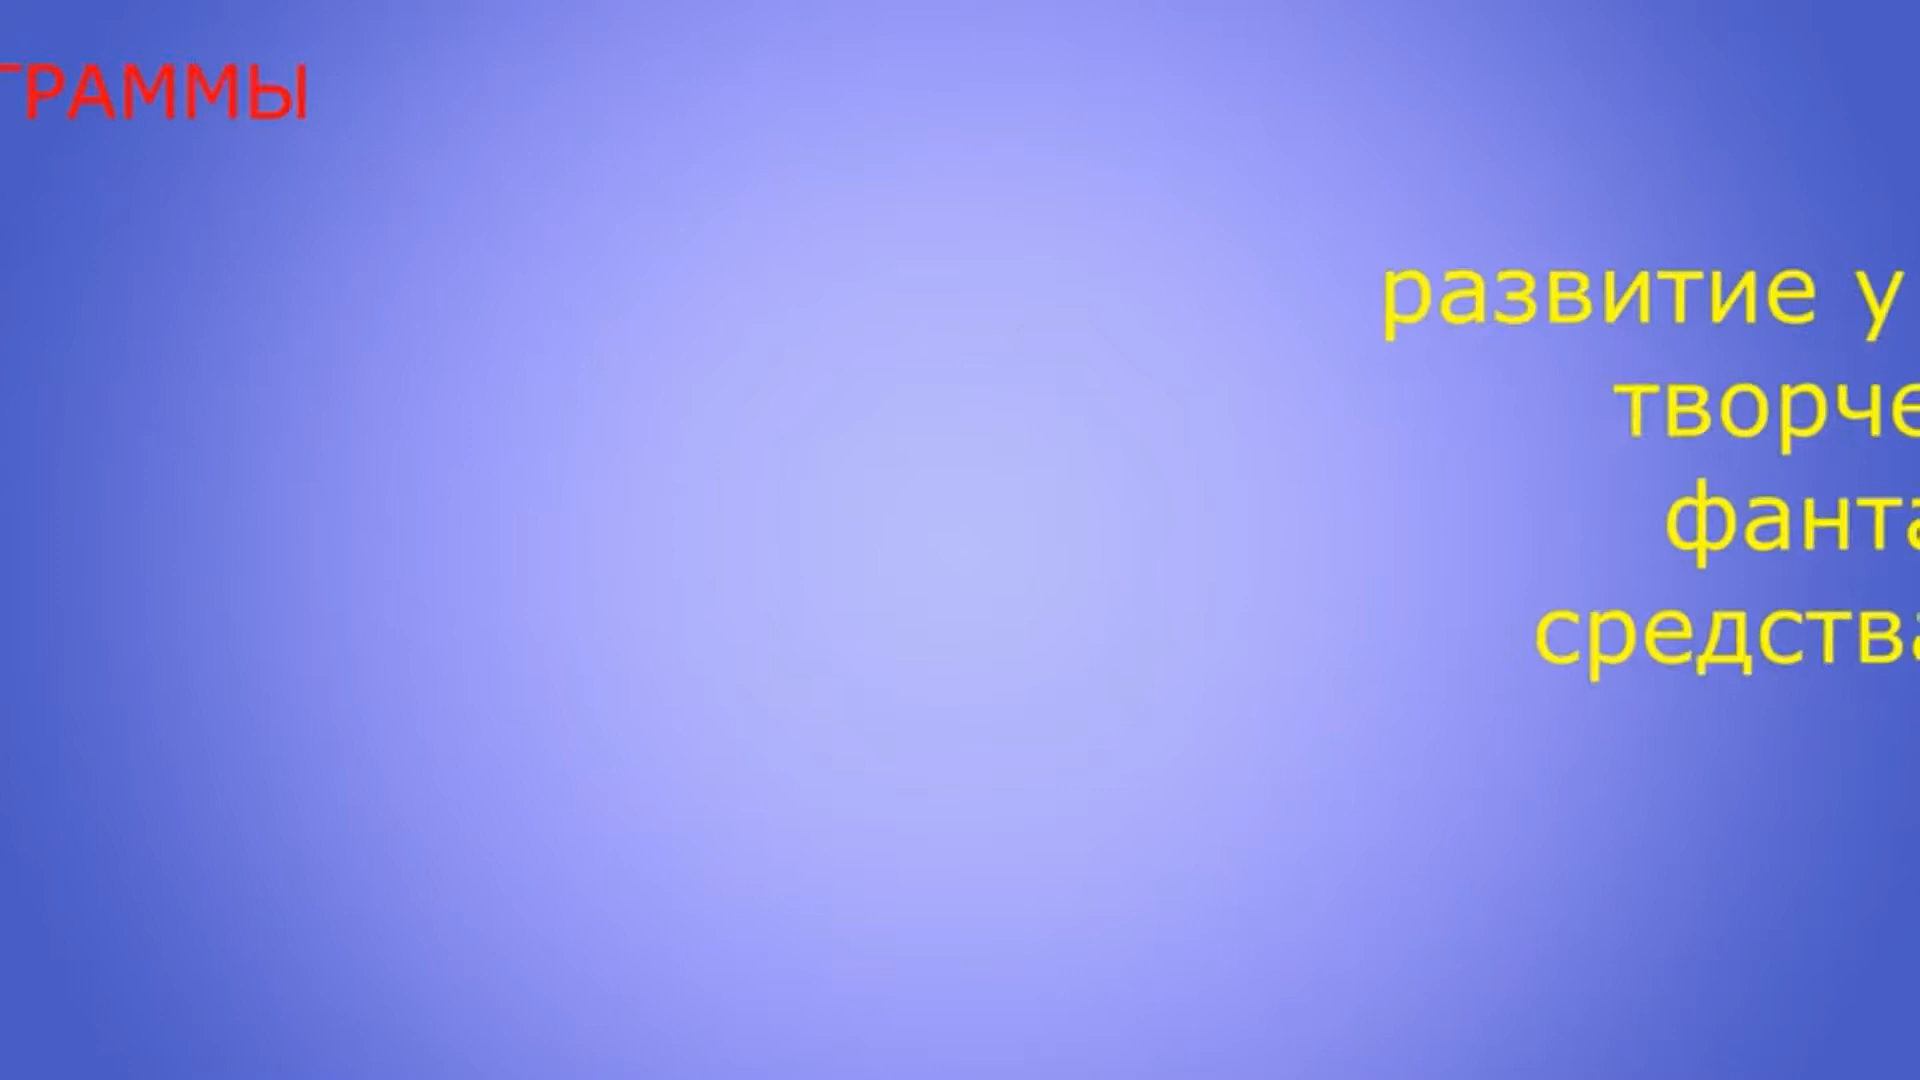 ГРАММЫ
развитие у
творче
фанта
средства